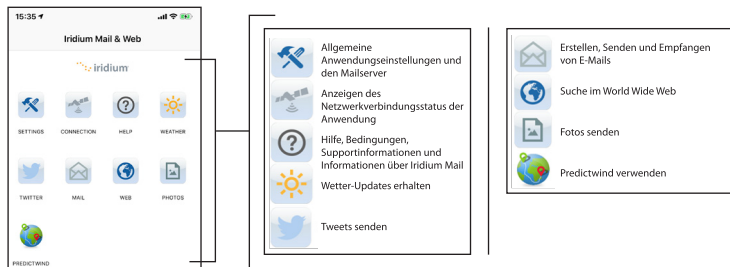 15:35
Iridium Mail & Web
iridium
SETTINGS CONNECTION HELP WEATHER
TWITTER MAIL WEB PHOTOS
PREDICTWIND
Allgemeine
Anwendungseinstellungen und
den Mailserver
Anzeigen des
Netzwerkverbindungsstatus der
Anwendung
Hilfe, Bedingungen,
Supportinformationen und
Informationen über Iridium Mail
Wetter-Updates erhalten
Tweets senden
Erstellen, Senden und Empfangen
von E-Mails
Suche im World Wide Web
Fotos senden
Predictwind verwenden